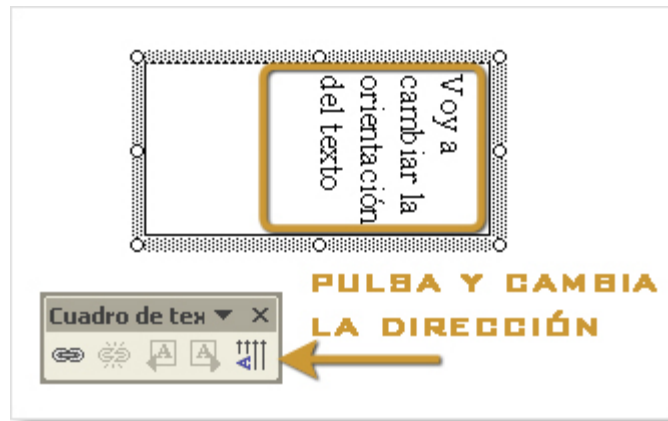 Voy a
cambiar la
orientación
del texto
PULSA Y CAMBIA
LA DIRECCIÓN
Cuadro de tex